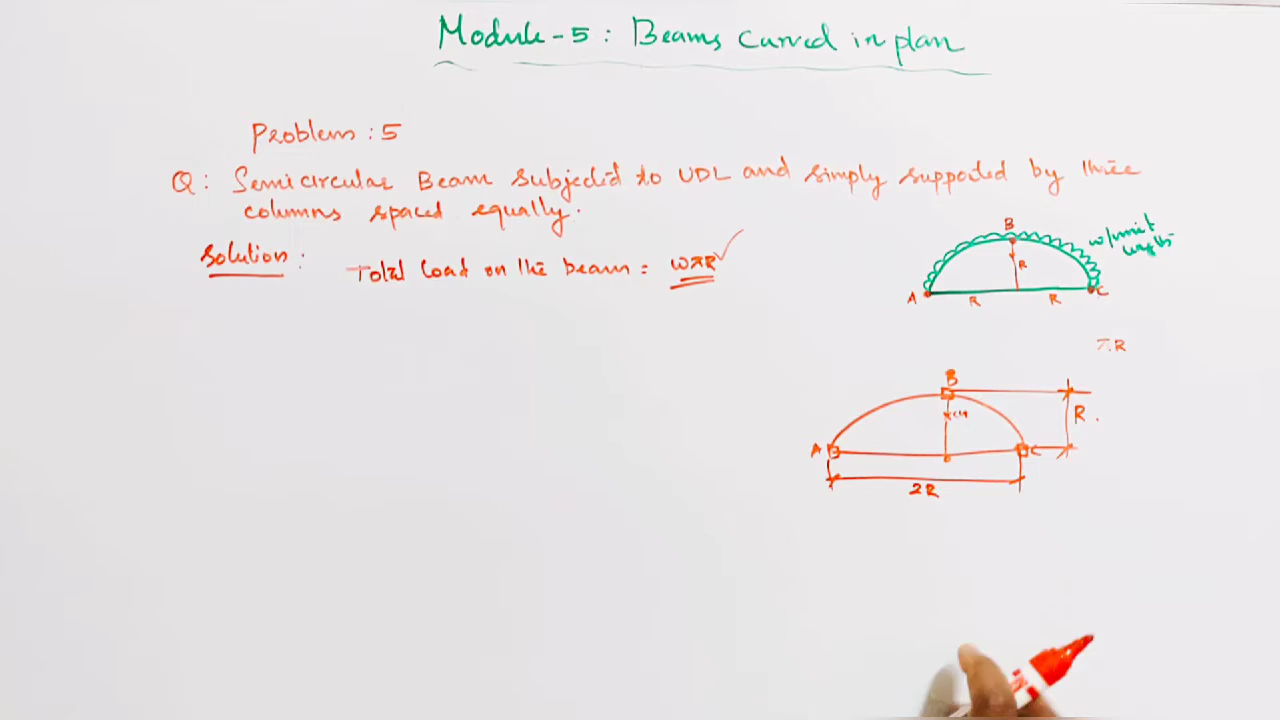 Module-5: Beams curved in plan
Problem: 5
Q: Semicircular Beam subjected to UDL and simply supported by three
columns spaced equally.
Solution: Total load on the beam = wπR
B
w/unit
R
A R R C
πR
B
R.
A C
2R